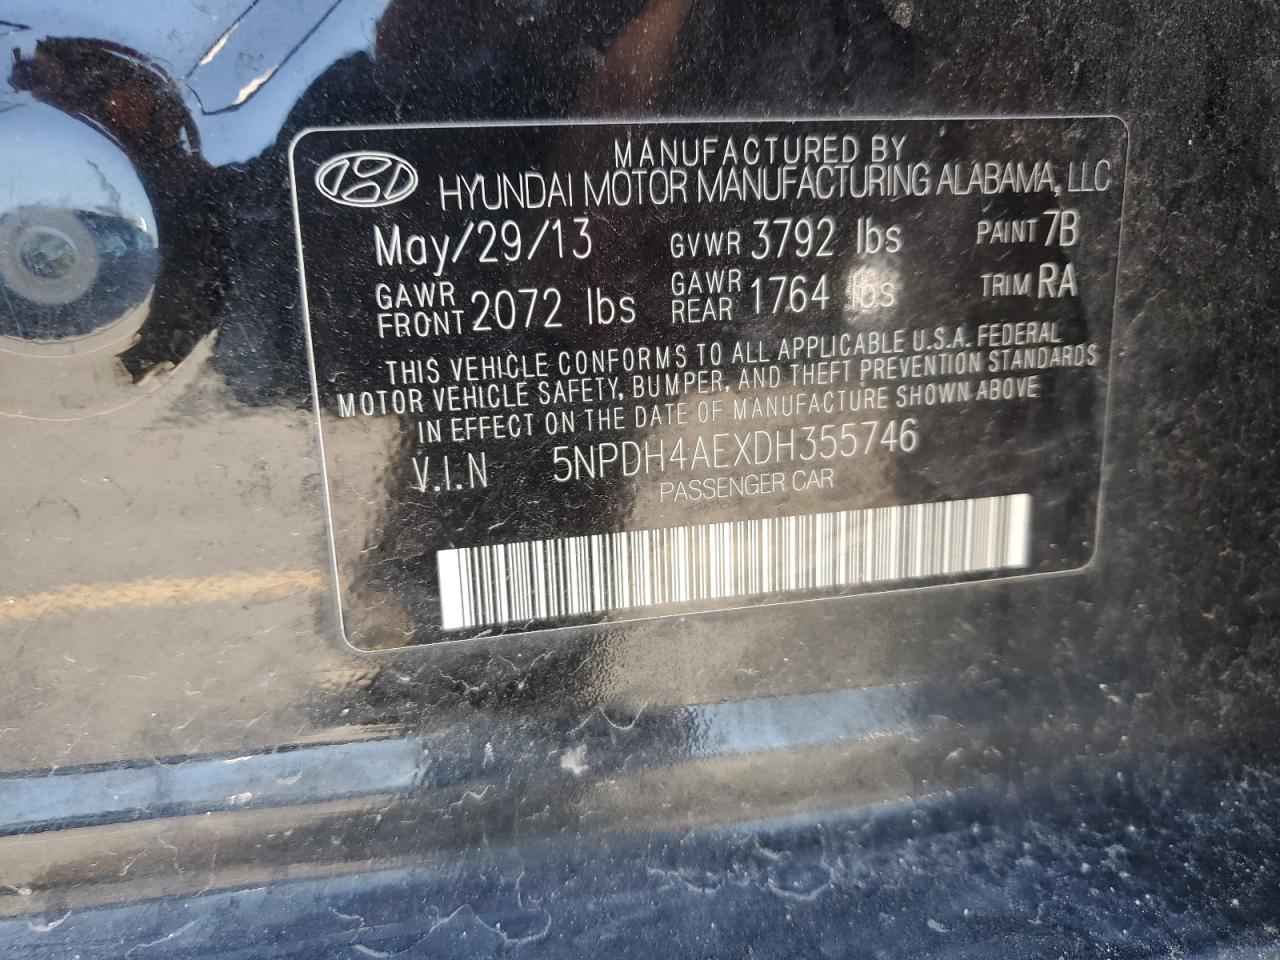 MANUFACTURED BY
HYUNDAI MOTOR MANUFACTURING ALABAMA, LLC
May/29/13 GVWR 3792 lbs PAINT 7B
GAWR FRONT 2072 lbs GAWR REAR 1764 lbs TRIM RA
THIS VEHICLE CONFORMS TO ALL APPLICABLE U.S.A. FEDERAL
MOTOR VEHICLE SAFETY, BUMPER, AND THEFT PREVENTION STANDARDS
IN EFFECT ON THE DATE OF MANUFACTURE SHOWN ABOVE
V.I.N 5NPDH4AEXDH355746
PASSENGER CAR